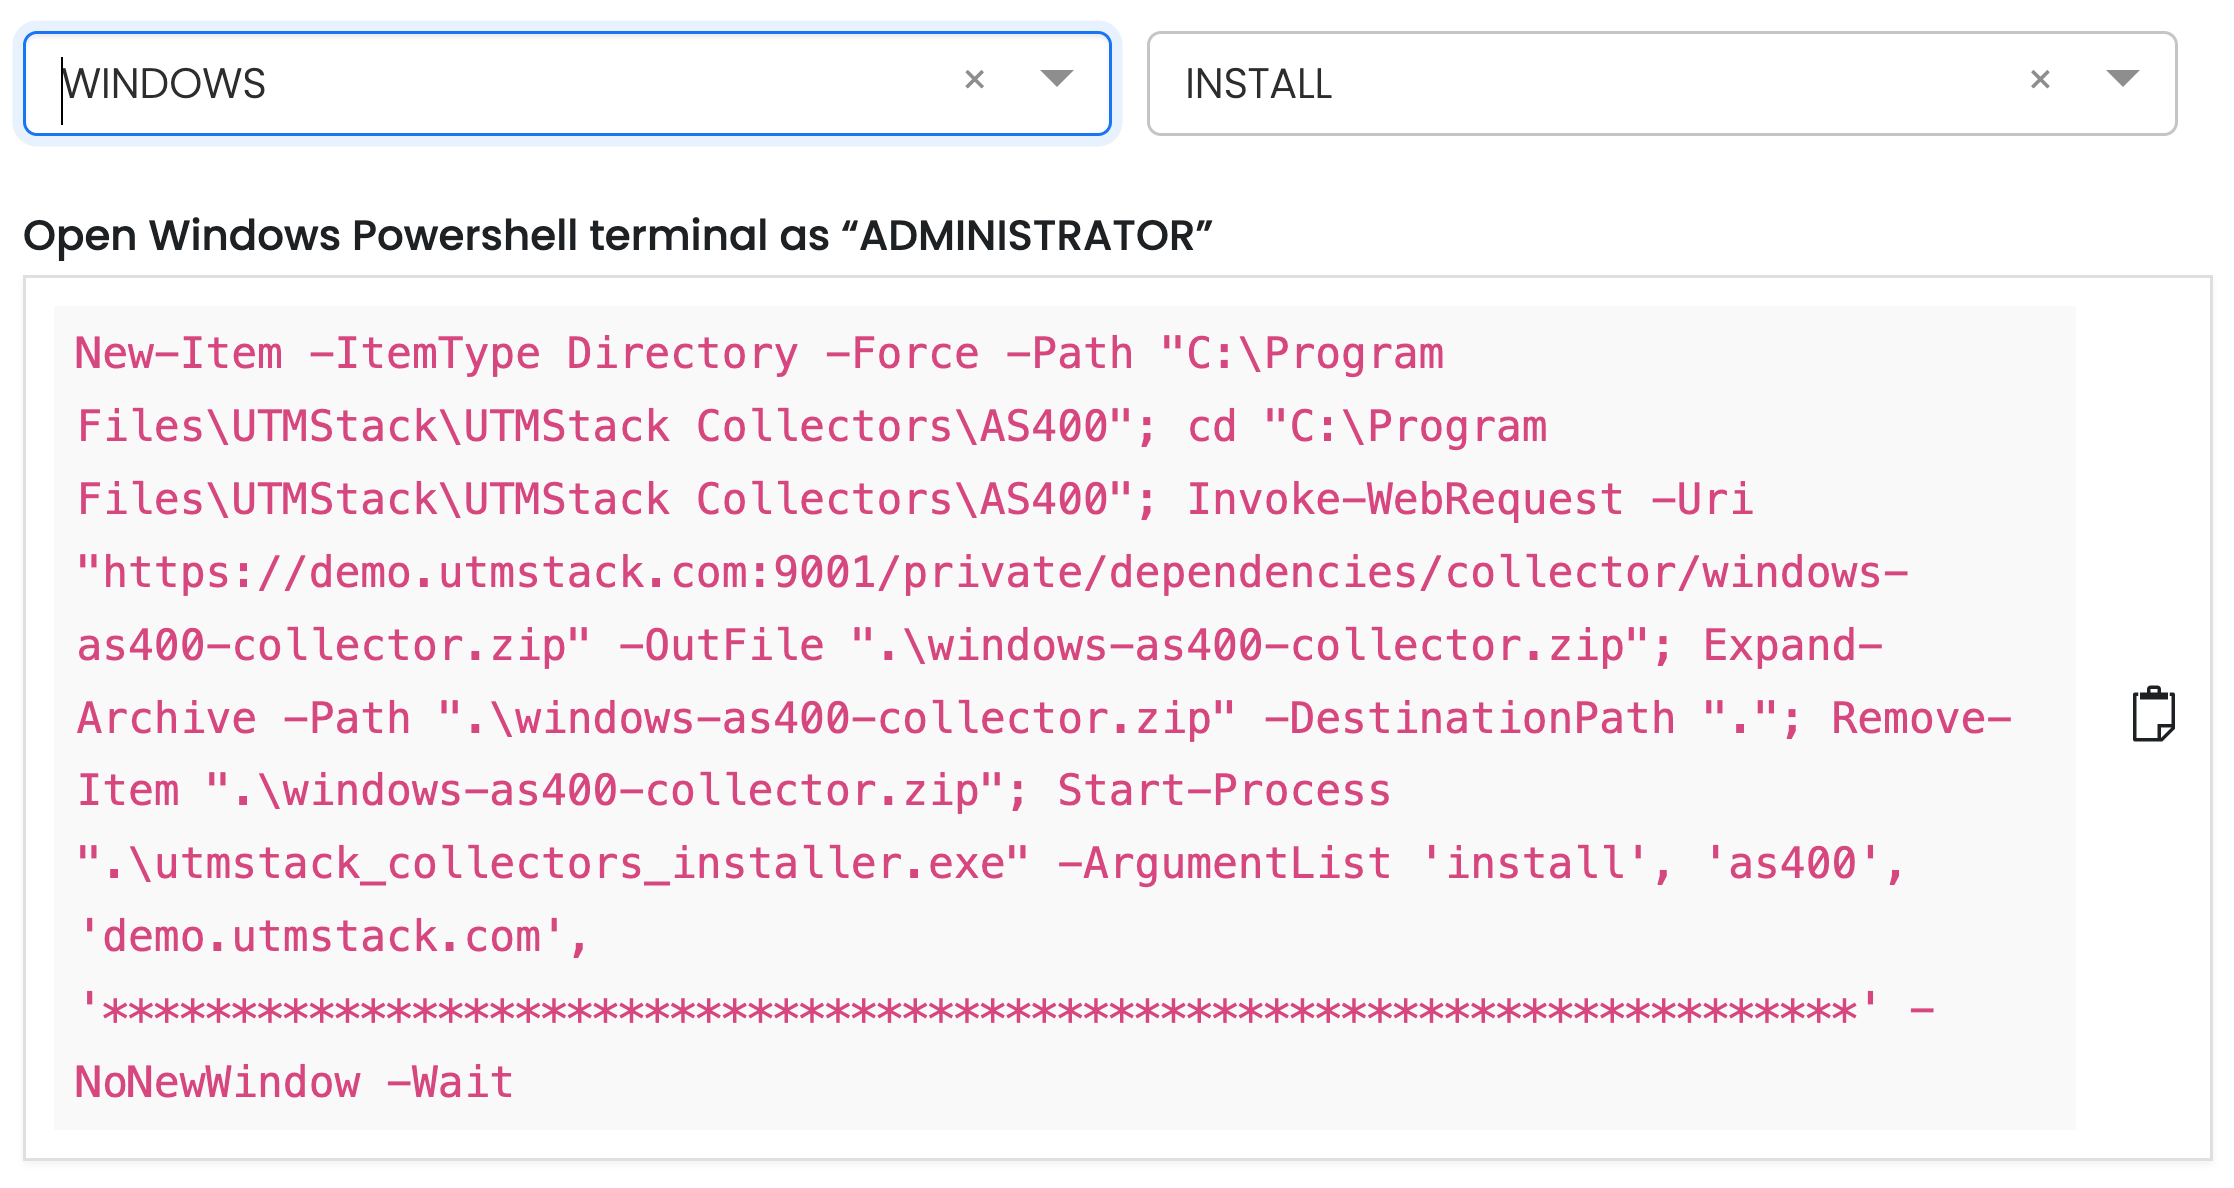 WINDOWS
INSTALL
Open Windows Powershell terminal as “ADMINISTRATOR”
New-Item -ItemType Directory -Force -Path "C:\Program
Files\UTMStack\UTMStack Collectors\AS400"; cd "C:\Program
Files\UTMStack\UTMStack Collectors\AS400"; Invoke-WebRequest -Uri
"https://demo.utmstack.com:9001/private/dependencies/collector/windows-
as400-collector.zip" -OutFile ".\windows-as400-collector.zip"; Expand-
Archive -Path ".\windows-as400-collector.zip" -DestinationPath "."; Remove-
Item ".\windows-as400-collector.zip"; Start-Process
".\utmstack_collectors_installer.exe" -ArgumentList 'install', 'as400',
'demo.utmstack.com',
'********************************************************************' -
NoNewWindow -Wait